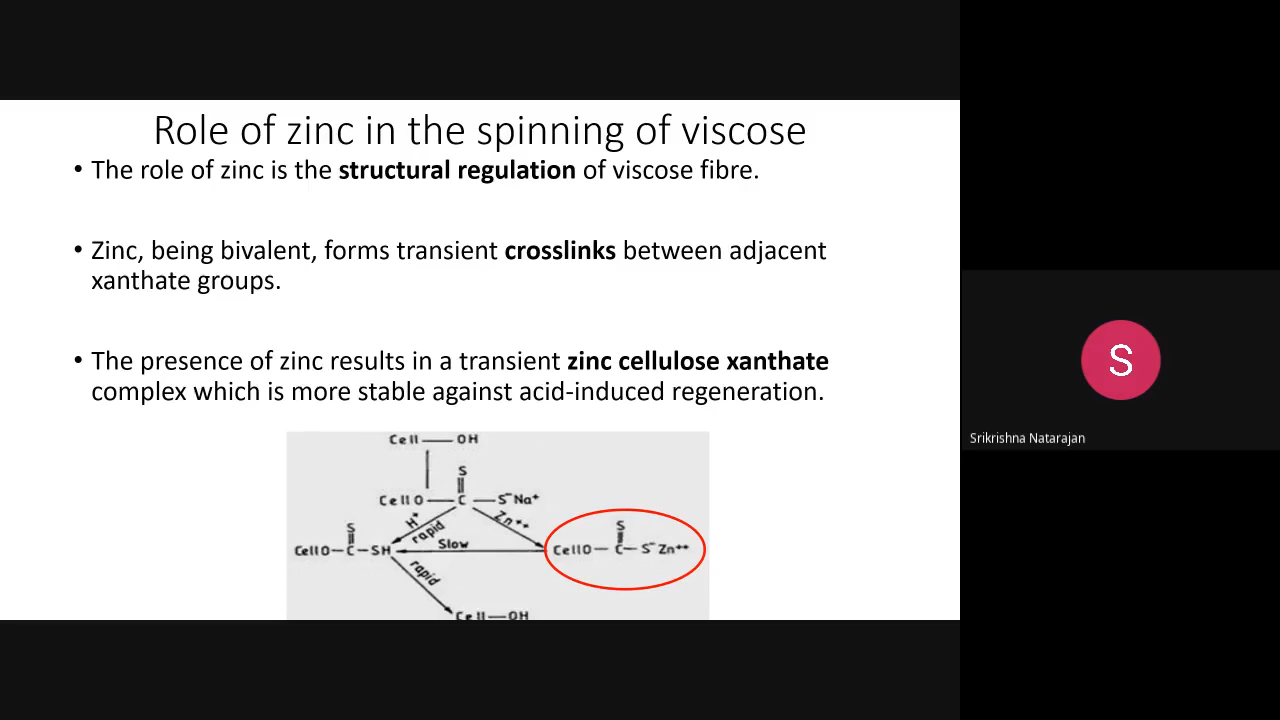 Role of zinc in the spinning of viscose
• The role of zinc is the structural regulation of viscose fibre.
• Zinc, being bivalent, forms transient crosslinks between adjacent
xanthate groups.
• The presence of zinc results in a transient zinc cellulose xanthate
complex which is more stable against acid-induced regeneration.
Cell — OH
S
Cell O — C — S⁻Na⁺
H⁺
rapid
Zn⁺⁺
S
Cell O — C — SH
Slow
S
Cell O — C — S⁻Zn⁺⁺
rapid
Cell — OH
S
Srikrishna Natarajan